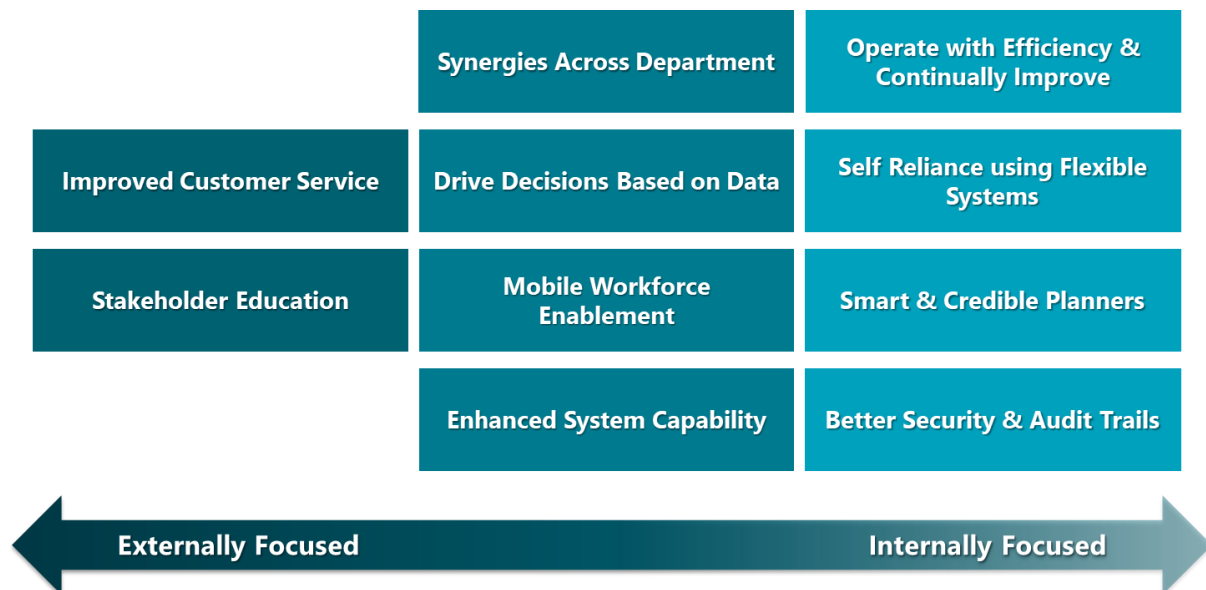 Synergies Across Department
Operate with Efficiency &
Continually Improve
Improved Customer Service
Drive Decisions Based on Data
Self Reliance using Flexible
Systems
Stakeholder Education
Mobile Workforce
Enablement
Smart & Credible Planners
Enhanced System Capability
Better Security & Audit Trails
Externally Focused
Internally Focused